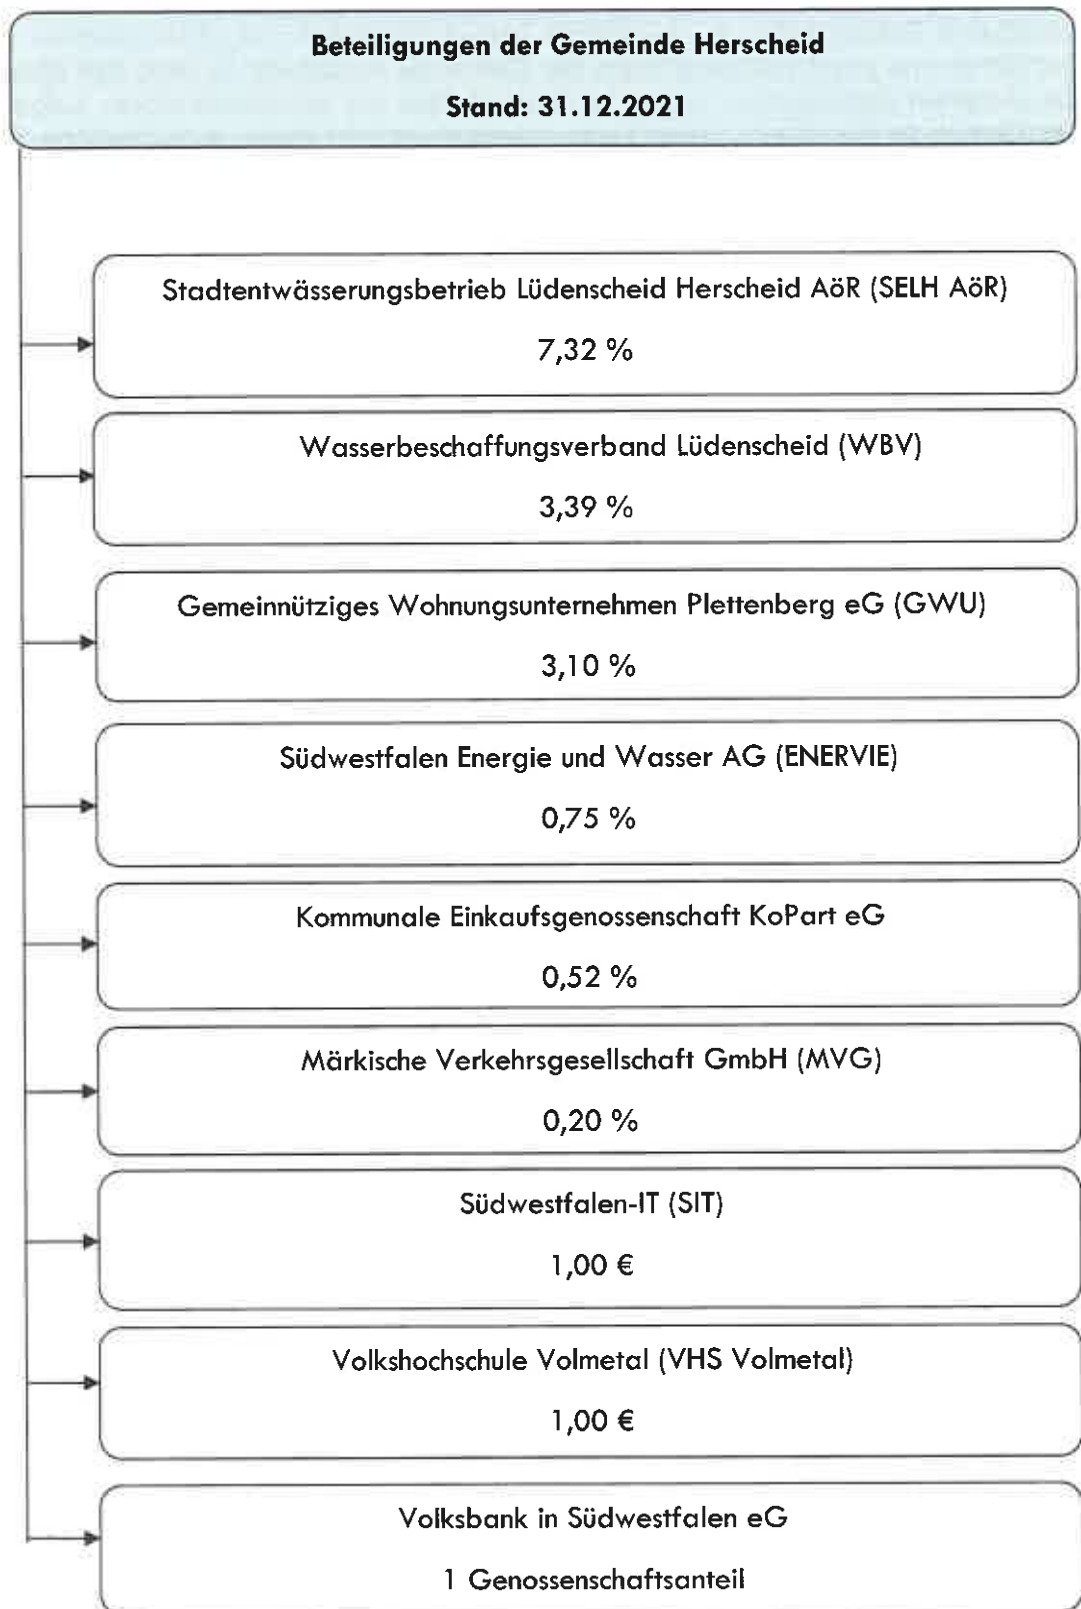 Beteiligungen der Gemeinde Herscheid
Stand: 31.12.2021
Stadtentwässerungsbetrieb Lüdenscheid Herscheid AöR (SELH AöR)
7,32 %
Wasserbeschaffungsverband Lüdenscheid (WBV)
3,39 %
Gemeinnütziges Wohnungsunternehmen Plettenberg eG (GWU)
3,10 %
Südwestfalen Energie und Wasser AG (ENERVIE)
0,75 %
Kommunale Einkaufsgenossenschaft KoPart eG
0,52 %
Märkische Verkehrsgesellschaft GmbH (MVG)
0,20 %
Südwestfalen-IT (SIT)
1,00 €
Volkshochschule Volmetal (VHS Volmetal)
1,00 €
Volksbank in Südwestfalen eG
1 Genossenschaftsanteil